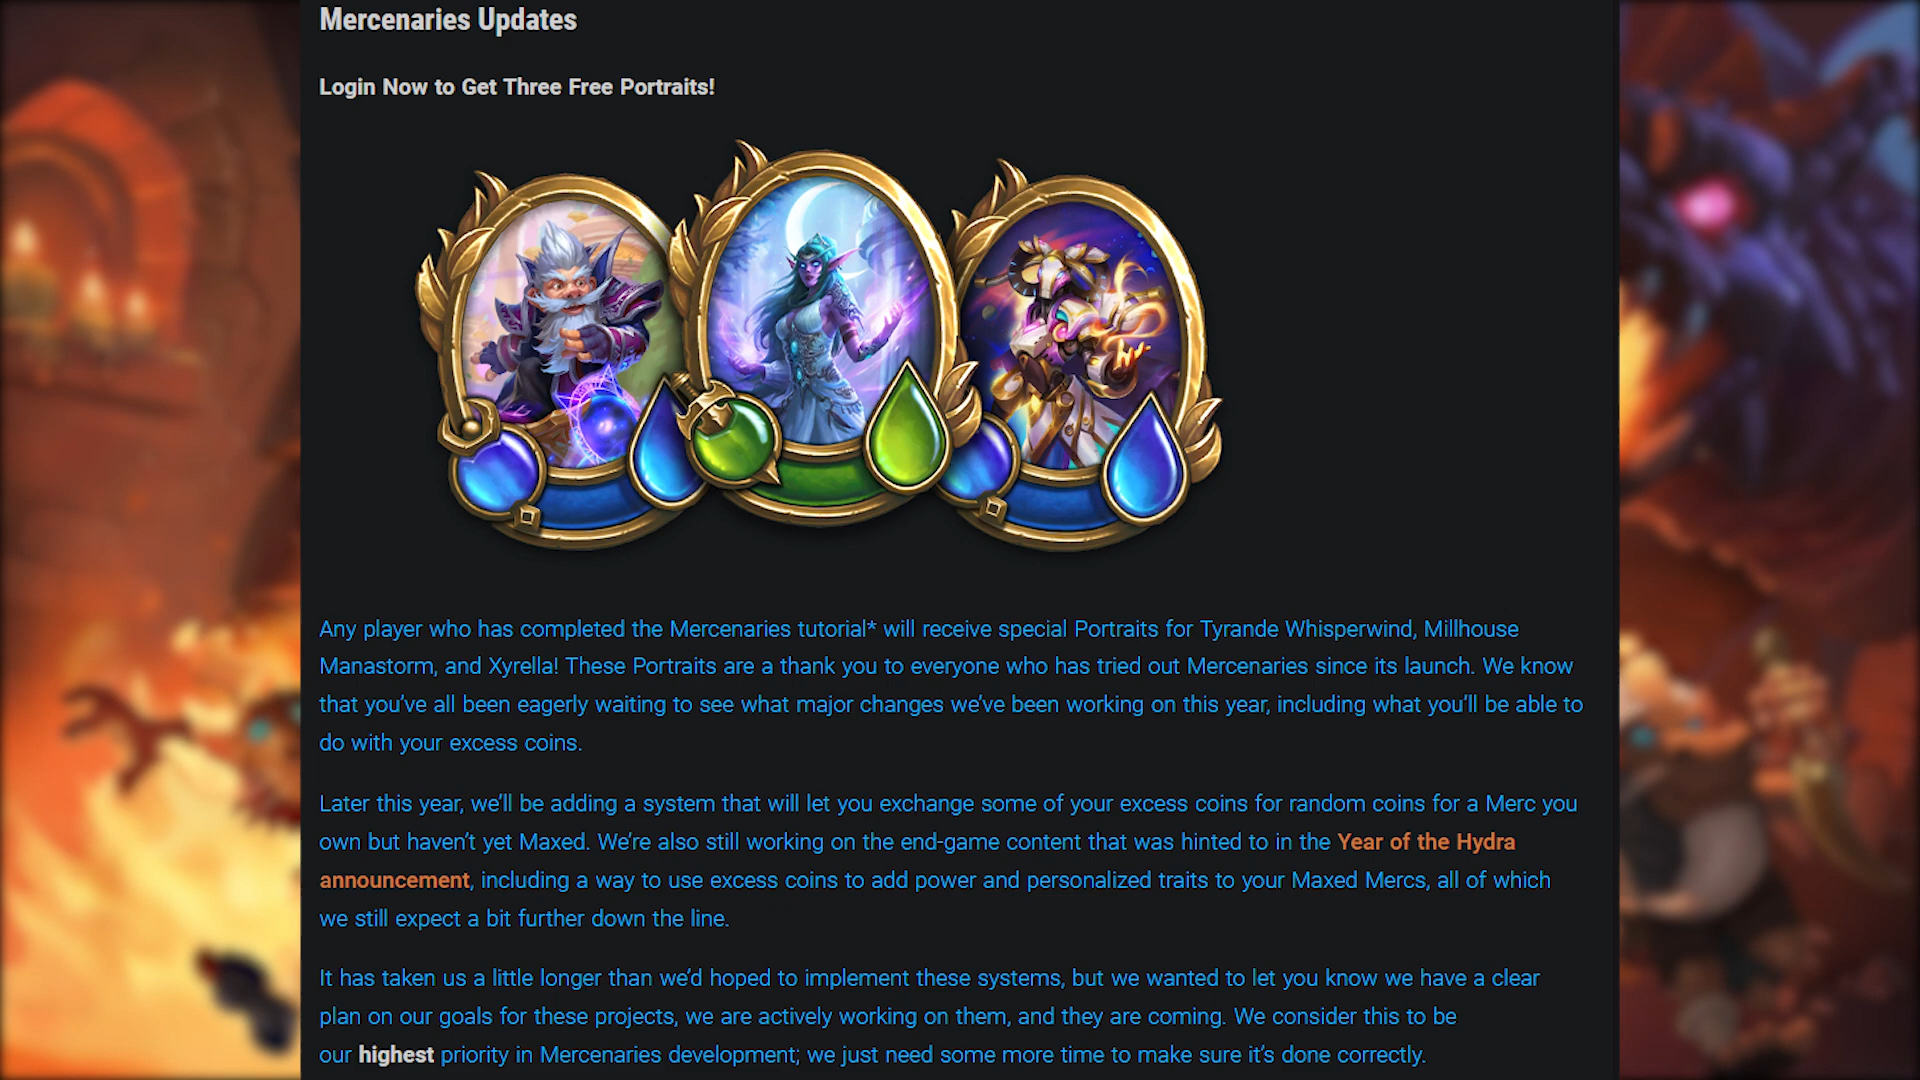 Mercenaries Updates
Login Now to Get Three Free Portraits!
Any player who has completed the Mercenaries tutorial* will receive special Portraits for Tyrande Whisperwind, Millhouse
Manastorm, and Xyrella! These Portraits are a thank you to everyone who has tried out Mercenaries since its launch. We know
that you’ve all been eagerly waiting to see what major changes we’ve been working on this year, including what you’ll be able to
do with your excess coins.
Later this year, we’ll be adding a system that will let you exchange some of your excess coins for random coins for a Merc you
own but haven’t yet Maxed. We’re also still working on the end-game content that was hinted to in the Year of the Hydra
announcement, including a way to use excess coins to add power and personalized traits to your Maxed Mercs, all of which
we still expect a bit further down the line.
It has taken us a little longer than we’d hoped to implement these systems, but we wanted to let you know we have a clear
plan on our goals for these projects, we are actively working on them, and they are coming. We consider this to be
our highest priority in Mercenaries development; we just need some more time to make sure it’s done correctly.